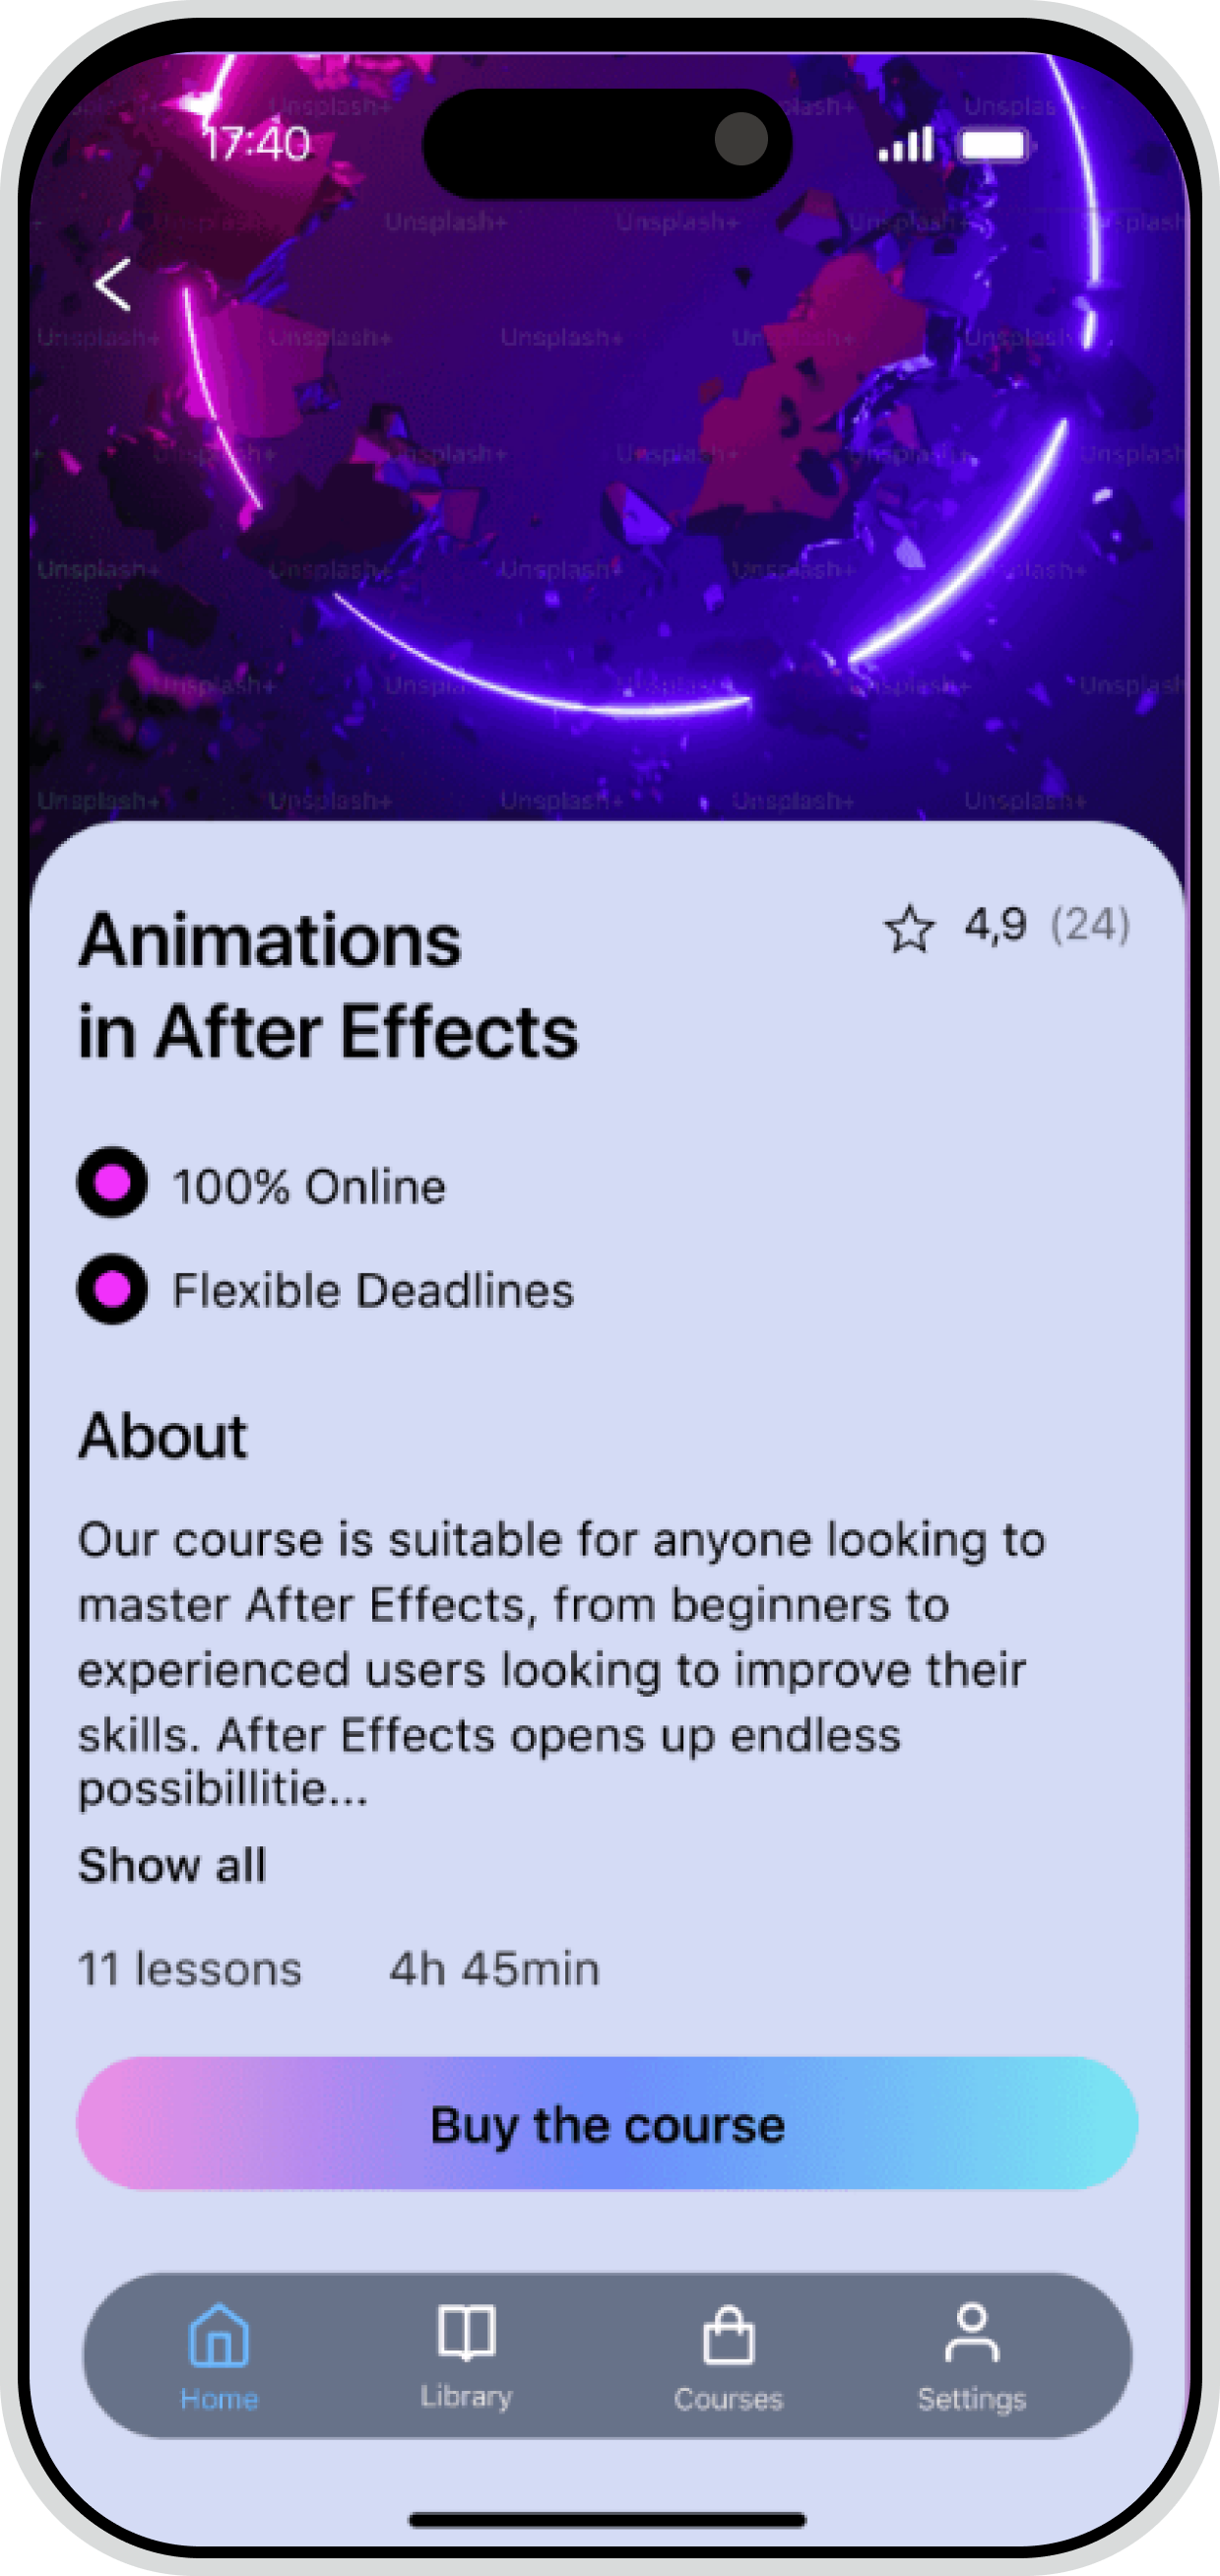 17:40
Unsplash+
Animations
in After Effects
4,9 (24)
100% Online
Flexible Deadlines
About
Our course is suitable for anyone looking to
master After Effects, from beginners to
experienced users looking to improve their
skills. After Effects opens up endless
possibillitie...
Show all
11 lessons 4h 45min
Buy the course
Home Library Courses Settings